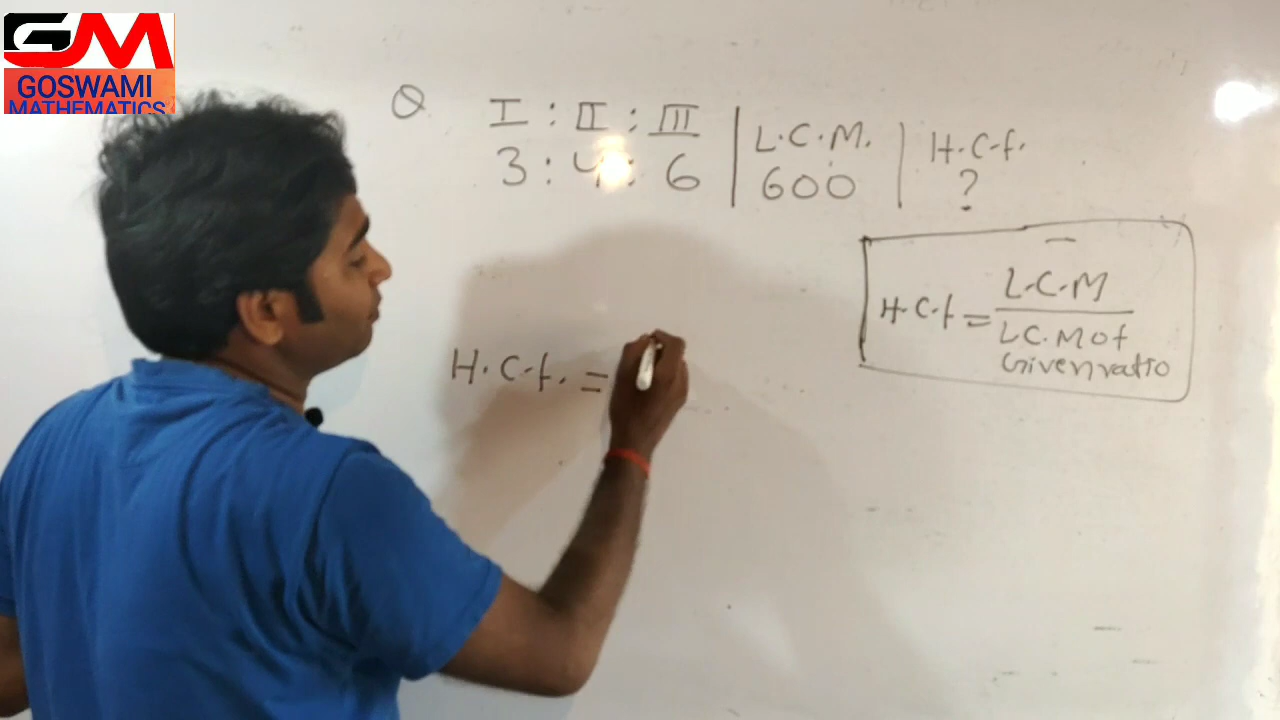 GM
GOSWAMI
MATHEMATICS
Q I : II : III | L.C.M. | H.C.f.
3 : 4 : 6 | 600 | ?
H.C.f = L.C.M
L.C.M of
Given ratio
H.C.f. =